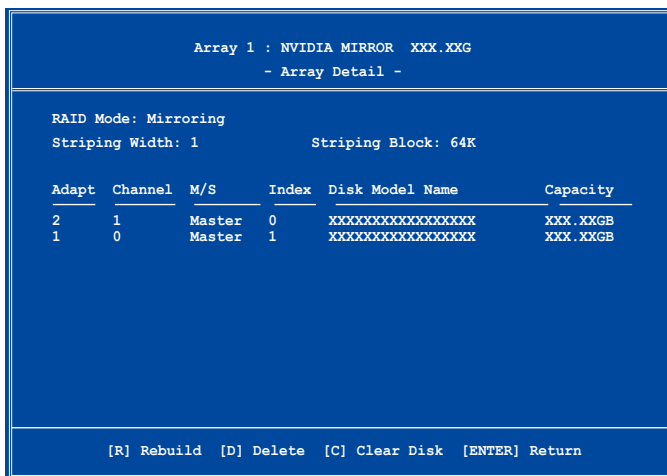 Array 1 : NVIDIA MIRROR XXX.XXG
- Array Detail -
RAID Mode: Mirroring
Striping Width: 1 Striping Block: 64K
Adapt Channel M/S Index Disk Model Name Capacity
2 1 Master 0 XXXXXXXXXXXXXXXXX XXX.XXGB
1 0 Master 1 XXXXXXXXXXXXXXXXX XXX.XXGB
[R] Rebuild [D] Delete [C] Clear Disk [ENTER] Return